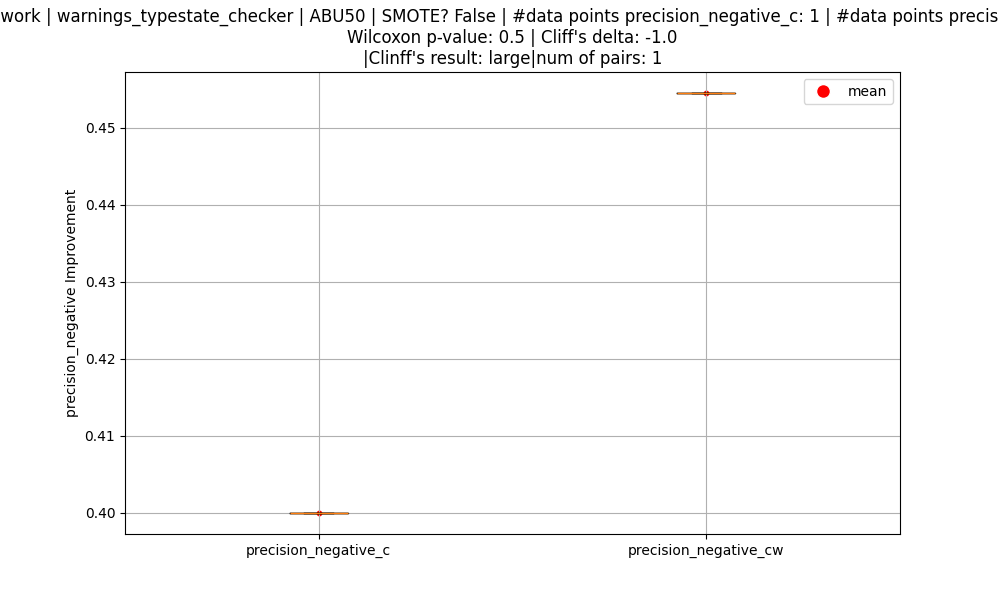 work | warnings_typestate_checker | ABU50 | SMOTE? False | #data points precision_negative_c: 1 | #data points precis
Wilcoxon p-value: 0.5 | Cliff's delta: -1.0
|Clinff's result: large|num of pairs: 1
mean
precision_negative Improvement
0.45
0.44
0.43
0.42
0.41
0.40
precision_negative_c
precision_negative_cw